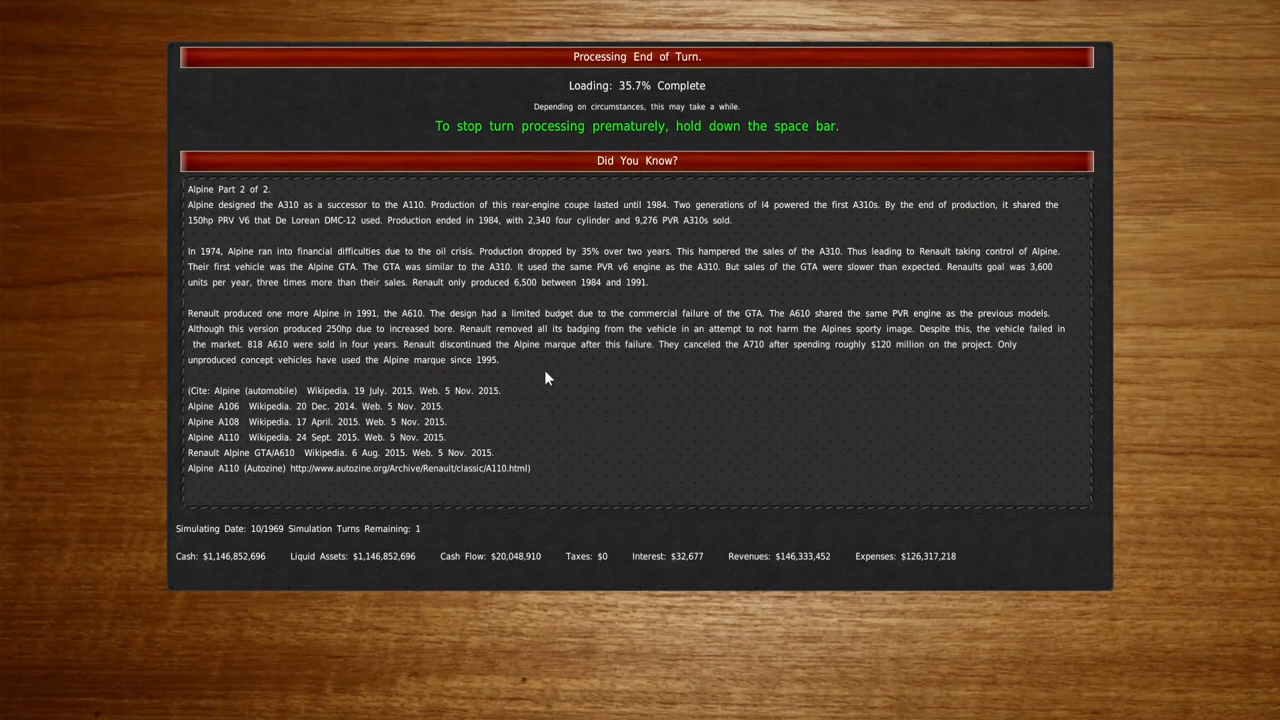 Processing End of Turn.
Loading: 35.7% Complete
Depending on circumstances, this may take a while.
To stop turn processing prematurely, hold down the space bar.
Did You Know?
Alpine Part 2 of 2.
Alpine designed the A310 as a successor to the A110. Production of this rear-engine coupe lasted until 1984. Two generations of I4 powered the first A310s. By the end of production, it shared the
150hp PRV V6 that De Lorean DMC-12 used. Production ended in 1984, with 2,340 four cylinder and 9,276 PVR A310s sold.
In 1974, Alpine ran into financial difficulties due to the oil crisis. Production dropped by 35% over two years. This hampered the sales of the A310. Thus leading to Renault taking control of Alpine.
Their first vehicle was the Alpine GTA. The GTA was similar to the A310. It used the same PVR v6 engine as the A310. But sales of the GTA were slower than expected. Renaults goal was 3,600
units per year, three times more than their sales. Renault only produced 6,500 between 1984 and 1991.
Renault produced one more Alpine in 1991, the A610. The design had a limited budget due to the commercial failure of the GTA. The A610 shared the same PVR engine as the previous models.
Although this version produced 250hp due to increased bore. Renault removed all its badging from the vehicle in an attempt to not harm the Alpines sporty image. Despite this, the vehicle failed in
the market. 818 A610 were sold in four years. Renault discontinued the Alpine marque after this failure. They canceled the A710 after spending roughly $120 million on the project. Only
unproduced concept vehicles have used the Alpine marque since 1995.
(Cite: Alpine (automobile) Wikipedia. 19 July. 2015. Web. 5 Nov. 2015.
Alpine A106 Wikipedia. 20 Dec. 2014. Web. 5 Nov. 2015.
Alpine A108 Wikipedia. 17 April. 2015. Web. 5 Nov. 2015.
Alpine A110 Wikipedia. 24 Sept. 2015. Web. 5 Nov. 2015.
Renault Alpine GTA/A610 Wikipedia. 6 Aug. 2015. Web. 5 Nov. 2015.
Alpine A110 (Autozine) http://www.autozine.org/Archive/Renault/classic/A110.html)
Simulating Date: 10/1969 Simulation Turns Remaining: 1
Cash: $1,146,852,696 Liquid Assets: $1,146,852,696 Cash Flow: $20,048,910 Taxes: $0 Interest: $32,677 Revenues: $146,333,452 Expenses: $126,317,218